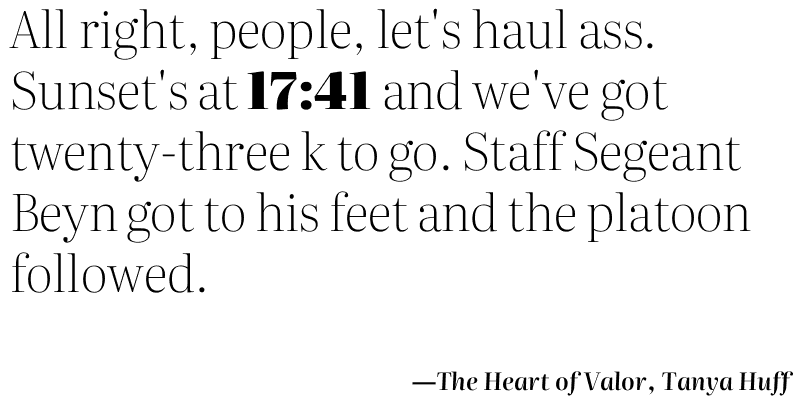 All right, people, let's haul ass.
Sunset's at 17:41 and we've got
twenty-three k to go. Staff Segeant
Beyn got to his feet and the platoon
followed.
—The Heart of Valor, Tanya Huff